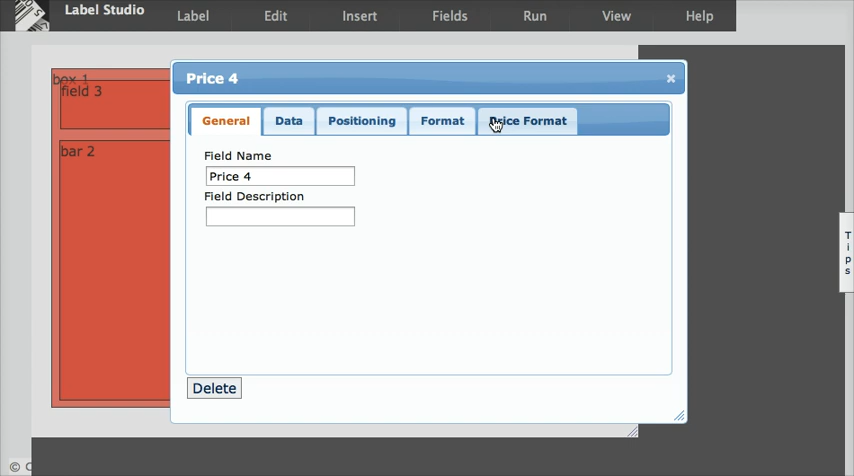 Label Studio
Label Edit Insert Fields Run View Help
box 1
field 3
bar 2
Price 4
General Data Positioning Format Price Format
Field Name
Price 4
Field Description
Delete
Tips
©